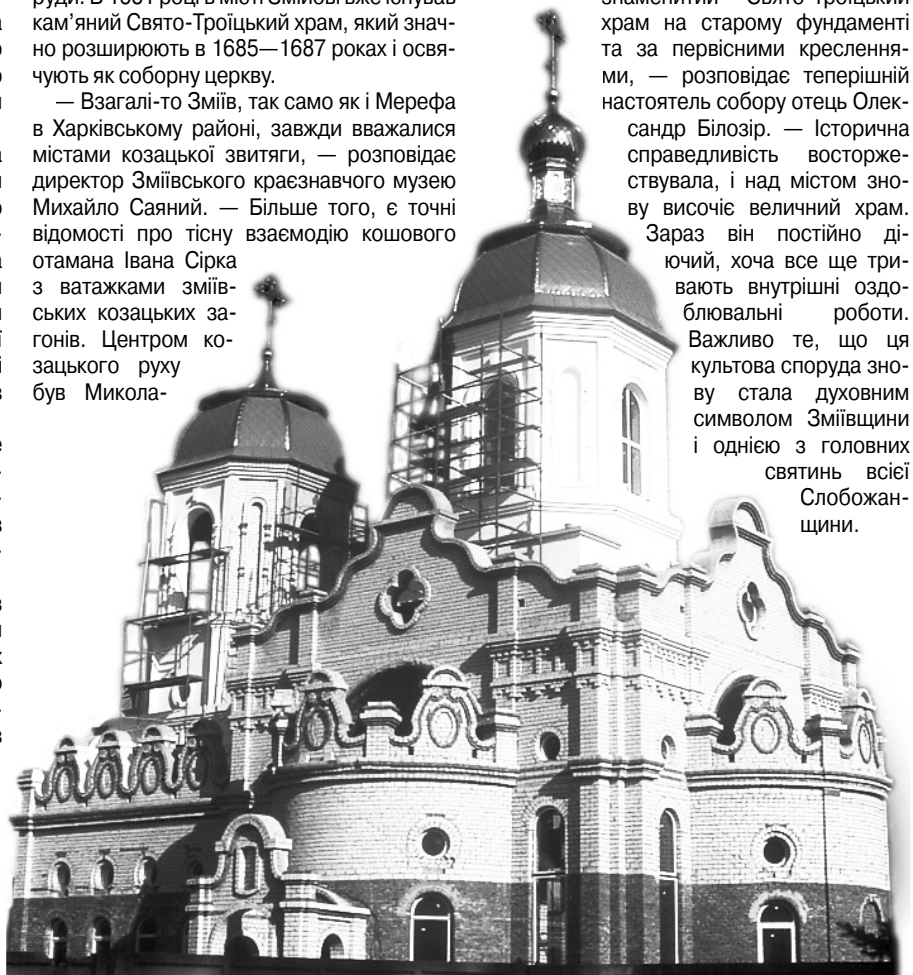 кам’яний Свято-Троїцький храм, який знач-
но розширюють в 1685—1687 роках і освя-
чують як соборну церкву.
— Взагалі-то Зміїв, так само як і Мерефа
в Харківському районі, завжди вважалися
містами козацької звитяги, — розповідає
директор Зміївського краєзнавчого музею
Михайло Саяний. — Більше того, є точні
відомості про тісну взаємодію кошового
отамана Івана Сірка
з ватажками зміїв-
ських козацьких за-
гонів. Центром ко-
зацького руху
був Микола-
знаменитий Свято-Троїцький
храм на старому фундаменті
та за первісними креслення-
ми, — розповідає теперішній
настоятель собору отець Олек-
сандр Білозір. — Історична
справедливість восторже-
ствувала, і над містом зно-
ву височіє величний храм.
Зараз він постійно ді-
ючий, хоча все ще три-
вають внутрішні оздо-
блювальні роботи.
Важливо те, що ця
культова споруда зно-
ву стала духовним
символом Зміївщини
і однією з головних
святинь всієї
Слобожан-
щини.